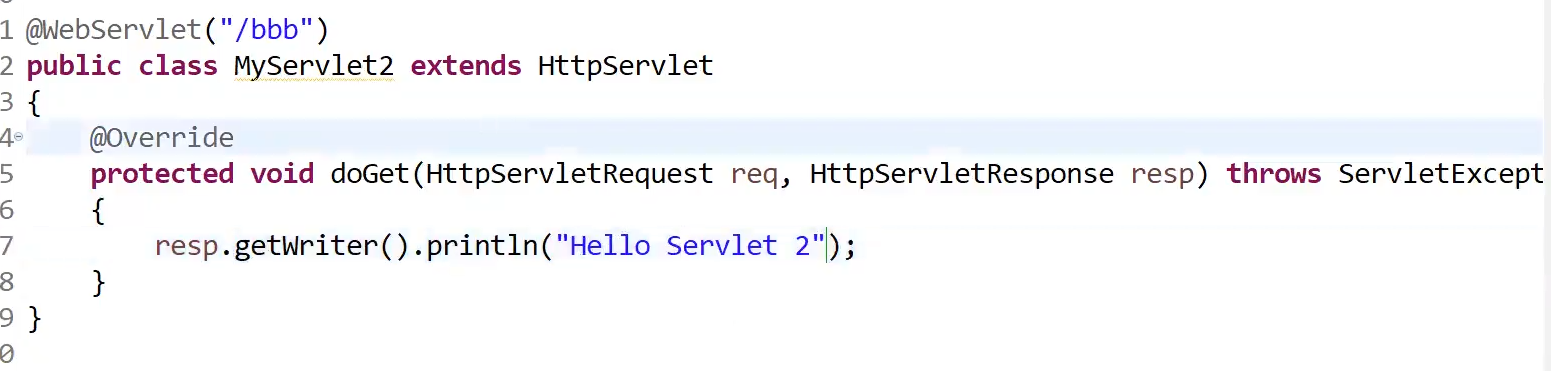 1 @WebServlet("/bbb")
2 public class MyServlet2 extends HttpServlet
3 {
4 @Override
5 protected void doGet(HttpServletRequest req, HttpServletResponse resp) throws ServletExcept
6 {
7 resp.getWriter().println("Hello Servlet 2");
8 }
9 }
0